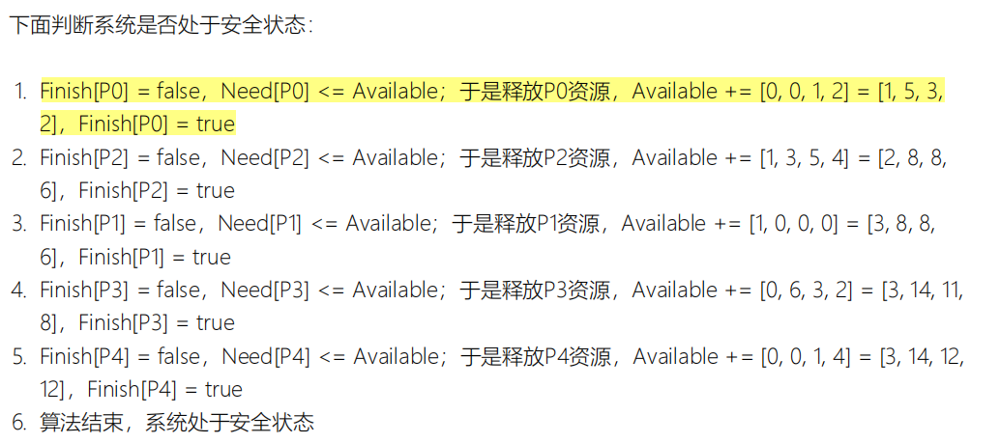 下面判断系统是否处于安全状态：
1. Finish[P0] = false，Need[P0] <= Available；于是释放P0资源，Available += [0, 0, 1, 2] = [1, 5, 3,
2]，Finish[P0] = true
2. Finish[P2] = false，Need[P2] <= Available；于是释放P2资源，Available += [1, 3, 5, 4] = [2, 8, 8,
6]，Finish[P2] = true
3. Finish[P1] = false，Need[P1] <= Available；于是释放P1资源，Available += [1, 0, 0, 0] = [3, 8, 8,
6]，Finish[P1] = true
4. Finish[P3] = false，Need[P3] <= Available；于是释放P3资源，Available += [0, 6, 3, 2] = [3, 14, 11,
8]，Finish[P3] = true
5. Finish[P4] = false，Need[P4] <= Available；于是释放P4资源，Available += [0, 0, 1, 4] = [3, 14, 12,
12]，Finish[P4] = true
6. 算法结束，系统处于安全状态